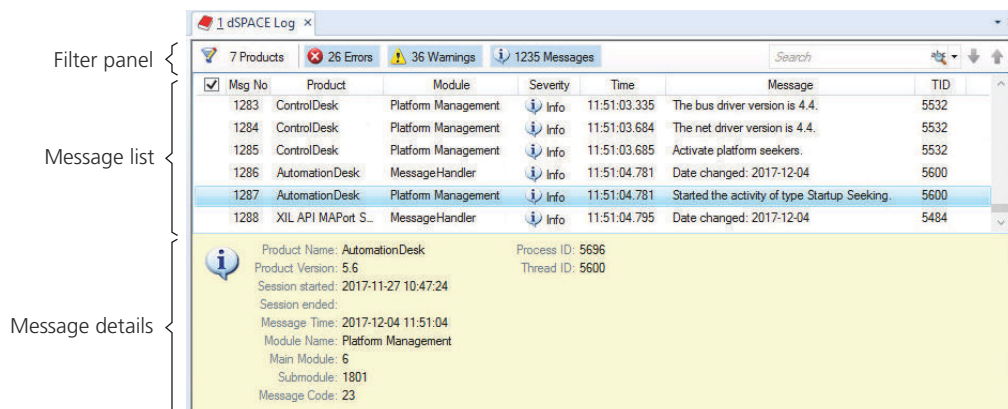 1 dSPACE Log ×
Filter panel
7 Products 26 Errors 36 Warnings 1235 Messages Search abc
Msg No Product Module Severity Time Message TID
1283 ControlDesk Platform Management Info 11:51:03.335 The bus driver version is 4.4. 5532
1284 ControlDesk Platform Management Info 11:51:03.684 The net driver version is 4.4. 5532
Message list
1285 ControlDesk Platform Management Info 11:51:03.685 Activate platform seekers. 5532
1286 AutomationDesk MessageHandler Info 11:51:04.781 Date changed: 2017-12-04 5600
1287 AutomationDesk Platform Management Info 11:51:04.781 Started the activity of type Startup Seeking. 5600
1288 XIL API MAPort S... MessageHandler Info 11:51:04.795 Date changed: 2017-12-04 5484
Message details
Product Name: AutomationDesk Process ID: 5696
Product Version: 5.6 Thread ID: 5600
Session started: 2017-11-27 10:47:24
Session ended:
Message Time: 2017-12-04 11:51:04
Module Name: Platform Management
Main Module: 6
Submodule: 1801
Message Code: 23